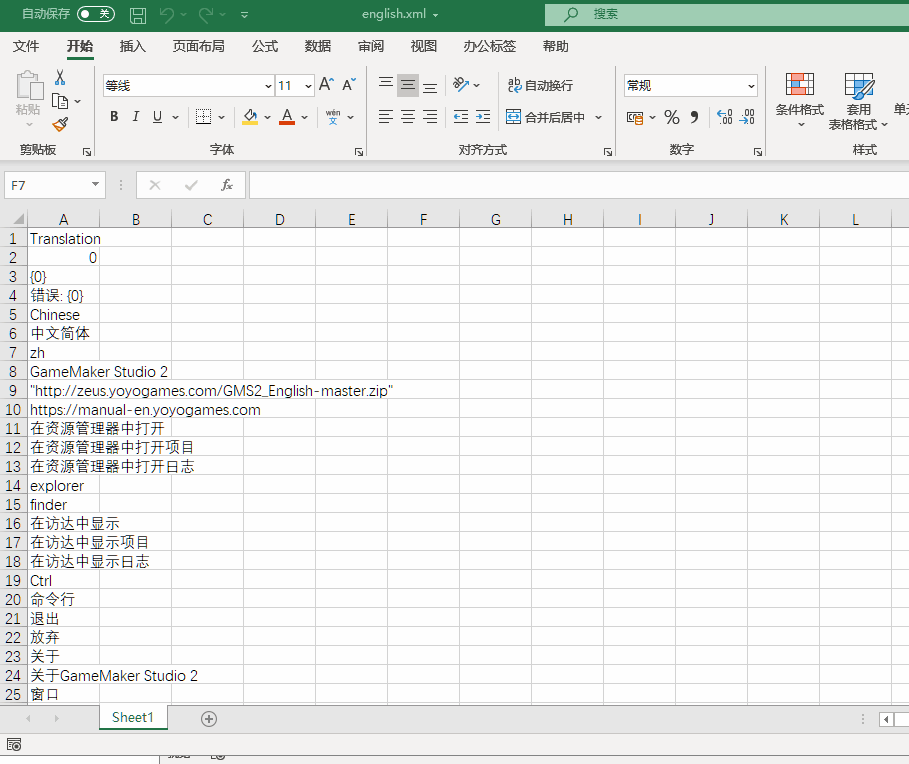 自动保存 关 english.xml 搜索
文件 开始 插入 页面布局 公式 数据 审阅 视图 办公标签 帮助
粘贴
剪贴板
等线 11 A A
B I U A wén 文
字体
ab 自动换行
合并后居中
对齐方式
常规
% 9
数字
条件格式
套用
表格格式
样式
F7 fx
A B C D E F G H I J K L
1 Translation
2 0
3 {0}
4 错误: {0}
5 Chinese
6 中文简体
7 zh
8 GameMaker Studio 2
9 "http://zeus.yoyogames.com/GMS2_English-master.zip"
10 https://manual-en.yoyogames.com
11 在资源管理器中打开
12 在资源管理器中打开项目
13 在资源管理器中打开日志
14 explorer
15 finder
16 在访达中显示
17 在访达中显示项目
18 在访达中显示日志
19 Ctrl
20 命令行
21 退出
22 放弃
23 关于
24 关于GameMaker Studio 2
25 窗口
Sheet1